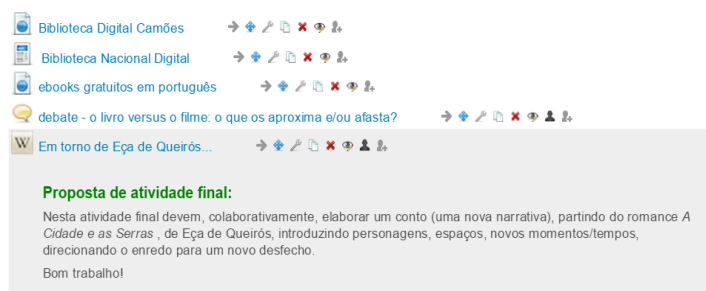 Biblioteca Digital Camões
Biblioteca Nacional Digital
ebooks gratuitos em português
debate - o livro versus o filme: o que os aproxima e/ou afasta?
W Em torno de Eça de Queirós...
Proposta de atividade final:
Nesta atividade final devem, colaborativamente, elaborar um conto (uma nova narrativa), partindo do romance A
Cidade e as Serras , de Eça de Queirós, introduzindo personagens, espaços, novos momentos/tempos,
direcionando o enredo para um novo desfecho.
Bom trabalho!